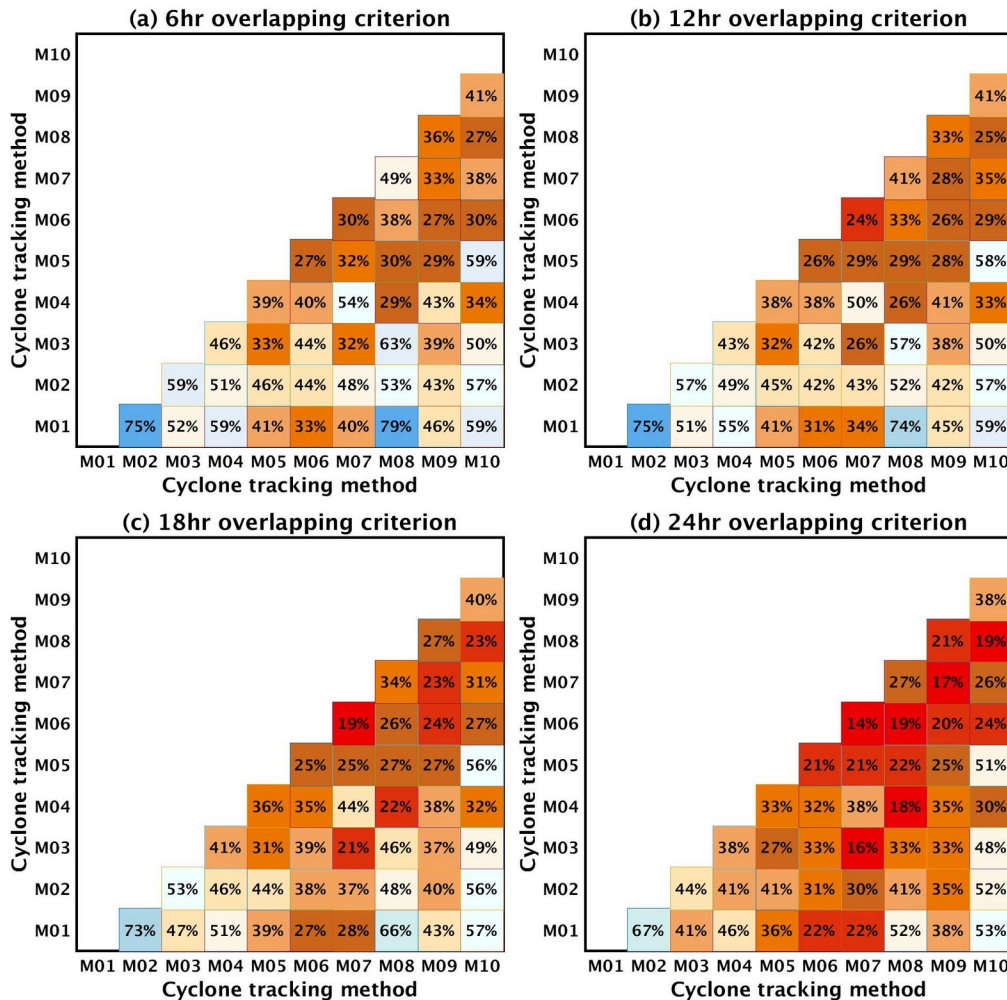 (a) 6hr overlapping criterion
M10
M09 41%
M08 36% 27%
M07 49% 33% 38%
M06 30% 38% 27% 30%
M05 27% 32% 30% 29% 59%
M04 39% 40% 54% 29% 43% 34%
M03 46% 33% 44% 32% 63% 39% 50%
M02 59% 51% 46% 44% 48% 53% 43% 57%
M01 75% 52% 59% 41% 33% 40% 79% 46% 59%
M01 M02 M03 M04 M05 M06 M07 M08 M09 M10
Cyclone tracking method
Cyclone tracking method
(b) 12hr overlapping criterion
M10
M09 41%
M08 33% 25%
M07 41% 28% 35%
M06 24% 33% 26% 29%
M05 26% 29% 29% 28% 58%
M04 38% 38% 50% 26% 41% 33%
M03 43% 32% 42% 26% 57% 38% 50%
M02 57% 49% 45% 42% 43% 52% 42% 57%
M01 75% 51% 55% 41% 31% 34% 74% 45% 59%
M01 M02 M03 M04 M05 M06 M07 M08 M09 M10
Cyclone tracking method
Cyclone tracking method
(c) 18hr overlapping criterion
M10
M09 40%
M08 27% 23%
M07 34% 23% 31%
M06 19% 26% 24% 27%
M05 25% 25% 27% 27% 56%
M04 36% 35% 44% 22% 38% 32%
M03 41% 31% 39% 21% 46% 37% 49%
M02 53% 46% 44% 38% 37% 48% 40% 56%
M01 73% 47% 51% 39% 27% 28% 66% 43% 57%
M01 M02 M03 M04 M05 M06 M07 M08 M09 M10
Cyclone tracking method
Cyclone tracking method
(d) 24hr overlapping criterion
M10
M09 38%
M08 21% 19%
M07 27% 17% 26%
M06 14% 19% 20% 24%
M05 21% 21% 22% 25% 51%
M04 33% 32% 38% 18% 35% 30%
M03 38% 27% 33% 16% 33% 33% 48%
M02 44% 41% 41% 31% 30% 41% 35% 52%
M01 67% 41% 46% 36% 22% 22% 52% 38% 53%
M01 M02 M03 M04 M05 M06 M07 M08 M09 M10
Cyclone tracking method
Cyclone tracking method